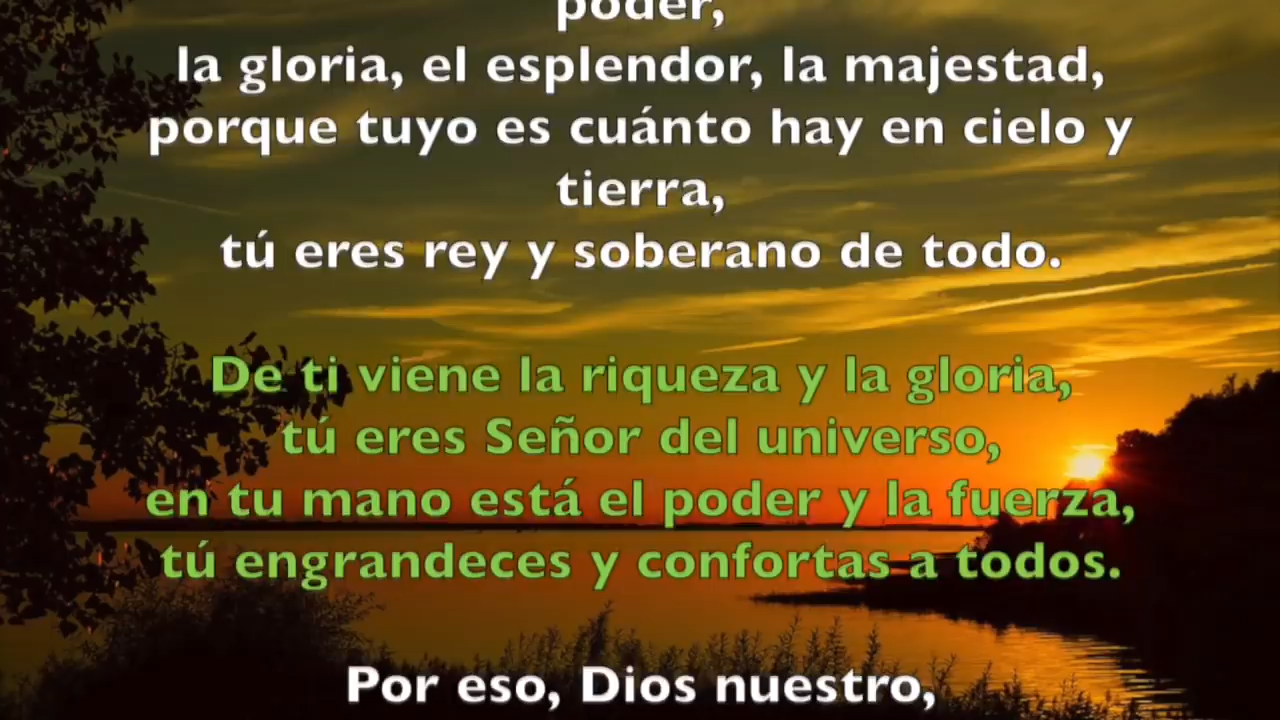 poder,
la gloria, el esplendor, la majestad,
porque tuyo es cuánto hay en cielo y
tierra,
tú eres rey y soberano de todo.
De ti viene la riqueza y la gloria,
tú eres Señor del universo,
en tu mano está el poder y la fuerza,
tú engrandeces y confortas a todos.
Por eso, Dios nuestro,